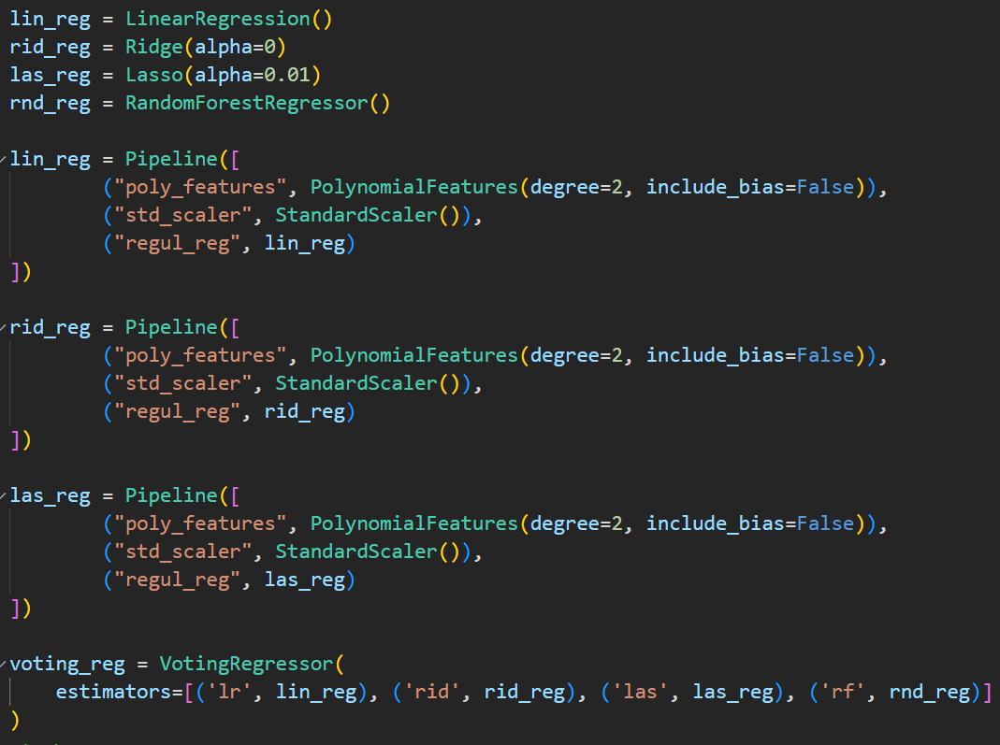 lin_reg = LinearRegression()
rid_reg = Ridge(alpha=0)
las_reg = Lasso(alpha=0.01)
rnd_reg = RandomForestRegressor()

lin_reg = Pipeline([
        ("poly_features", PolynomialFeatures(degree=2, include_bias=False)),
        ("std_scaler", StandardScaler()),
        ("regul_reg", lin_reg)
])

rid_reg = Pipeline([
        ("poly_features", PolynomialFeatures(degree=2, include_bias=False)),
        ("std_scaler", StandardScaler()),
        ("regul_reg", rid_reg)
])

las_reg = Pipeline([
        ("poly_features", PolynomialFeatures(degree=2, include_bias=False)),
        ("std_scaler", StandardScaler()),
        ("regul_reg", las_reg)
])

voting_reg = VotingRegressor(
    estimators=[('lr', lin_reg), ('rid', rid_reg), ('las', las_reg), ('rf', rnd_reg)]
)